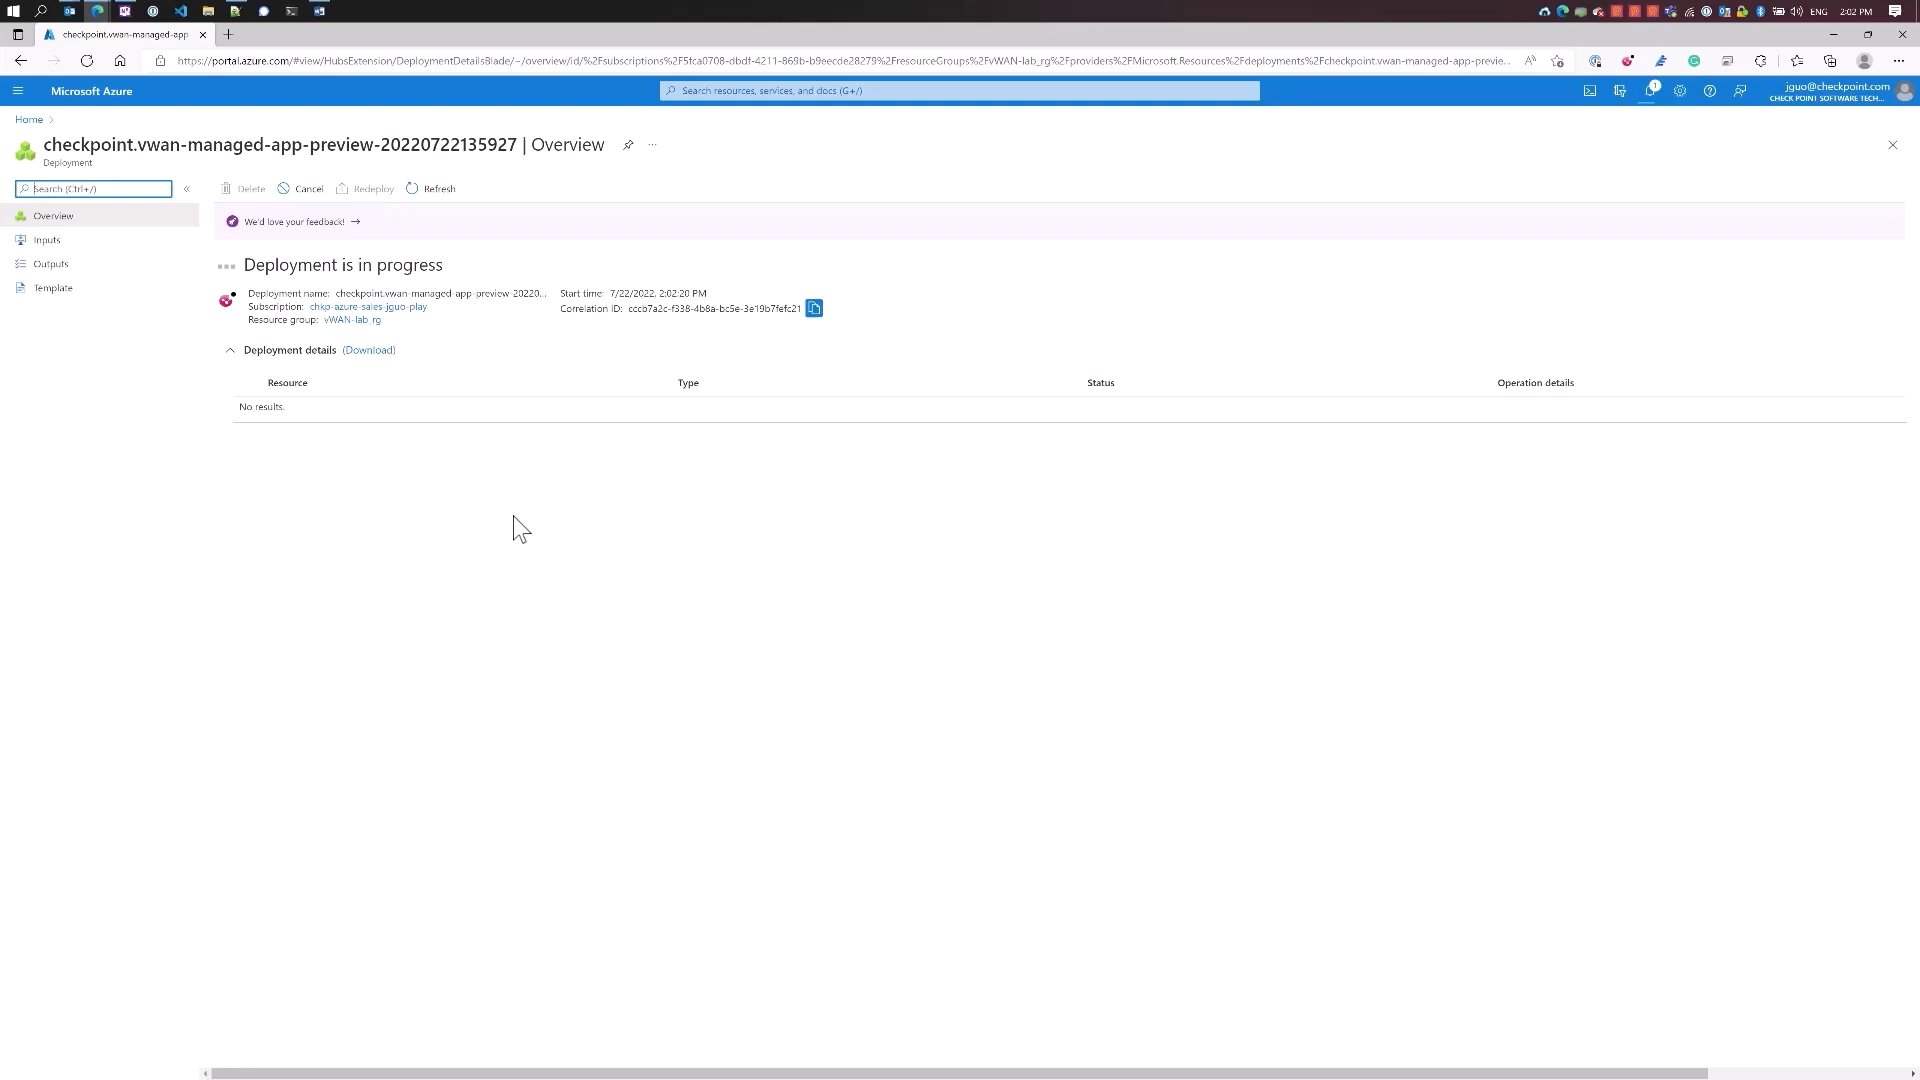 ENG 2:02 PM
checkpoint.vwan-managed-app-
https://portal.azure.com/#view/HubsExtension/DeploymentDetailsBlade/~/overview/id/%2Fsubscriptions%2F5fca0708-dbdf-4211-869b-b9eecde28279%2FresourceGroups%2FvWAN-lab_rg%2Fproviders%2FMicrosoft.Resources%2Fdeployments%2Fcheckpoint.vwan-managed-app-previe...
Microsoft Azure
Search resources, services, and docs (G+/)
1
jguo@checkpoint.com
CHECK POINT SOFTWARE TECH...
Home
checkpoint.vwan-managed-app-preview-20220722135927 | Overview
Deployment
Search (Ctrl+/)
Delete Cancel Redeploy Refresh
Overview
Inputs
Outputs
Template
We'd love your feedback! →
Deployment is in progress
Deployment name: checkpoint.vwan-managed-app-preview-20220...
Subscription: chkp-azure-sales-jguo-play
Resource group: vWAN-lab_rg
Start time: 7/22/2022, 2:02:20 PM
Correlation ID: cccb7a2c-f338-4b8a-bc5e-3e19b7fefc21
Deployment details (Download)
Resource Type Status Operation details
No results.